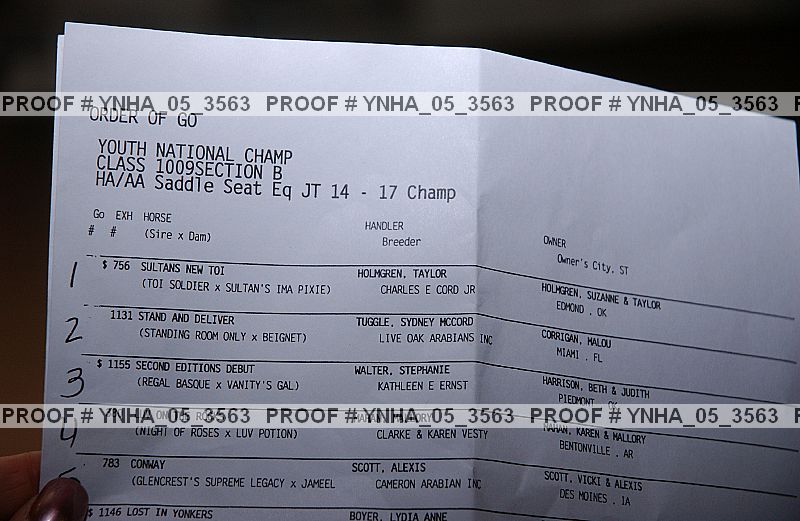 PROOF # YNHA_05_3563 PROOF # YNHA_05_3563 PROOF # YNHA_05_3563
ORDER OF GO
YOUTH NATIONAL CHAMP
CLASS 1009SECTION B
HA/AA Saddle Seat Eq JT 14 - 17 Champ
Go EXH HORSE HANDLER OWNER
# # (Sire x Dam) Breeder Owner's City, ST
1 $ 756 SULTANS NEW TOI HOLMGREN, TAYLOR HOLMGREN, SUZANNE & TAYLOR
(TOI SOLDIER x SULTAN'S IMA PIXIE) CHARLES E CORD JR EDMOND , OK
2 1131 STAND AND DELIVER TUGGLE, SYDNEY MCCORD CORRIGAN, MALOU
(STANDING ROOM ONLY x BEIGNET) LIVE OAK ARABIANS INC MIAMI , FL
3 $ 1155 SECOND EDITIONS DEBUT WALTER, STEPHANIE HARRISON, BETH & JUDITH
(REGAL BASQUE x VANITY'S GAL) KATHLEEN E ERNST PIEDMONT , OK
PROOF # YNHA_05_3563 PROOF # YNHA_05_3563 PROOF # YNHA_05_3563
4 MAHAN, KAREN & MALLORY
(NIGHT OF ROSES x LUV POTION) CLARKE & KAREN VESTY BENTONVILLE , AR
5 783 CONWAY SCOTT, ALEXIS SCOTT, VICKI & ALEXIS
(GLENCREST'S SUPREME LEGACY x JAMEEL CAMERON ARABIAN INC DES MOINES , IA
$ 1146 LOST IN YONKERS BOYER, LYDIA ANNE